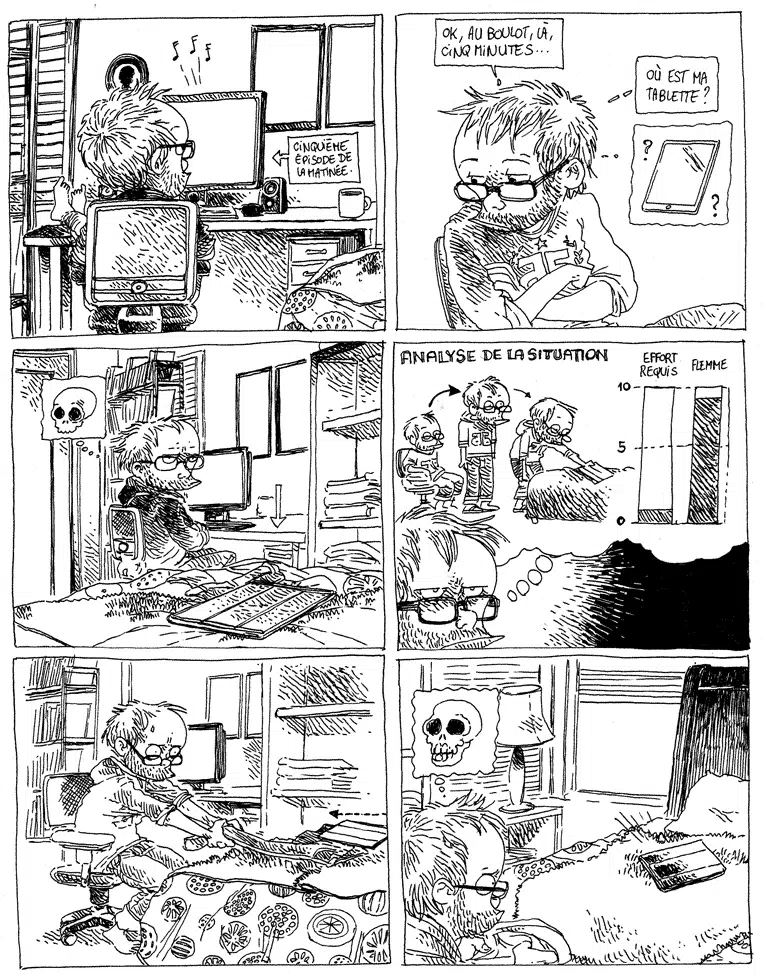 CINQUIÈME
ÉPISODE DE
LA MATINÉE.
OK, AU BOULOT, LÀ,
CINQ MINUTES...
OÙ EST MA
TABLETTE ?
?
?
ANALYSE DE LA SITUATION
EFFORT
REQUIS
FLEMME
10
5
0